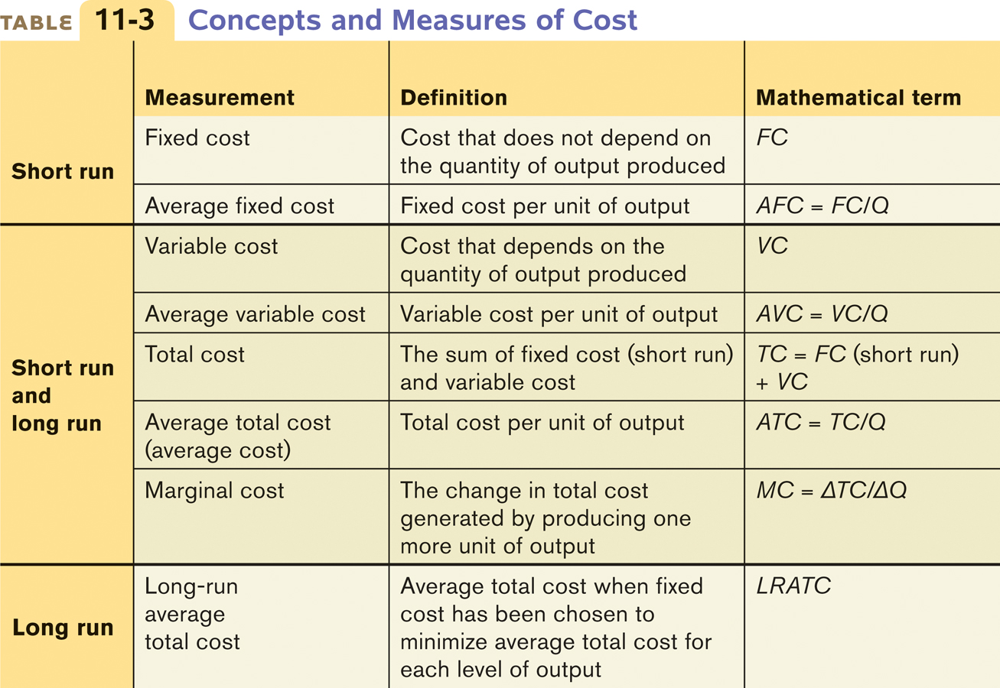 TABLE 11-3 Concepts and Measures of Cost
Measurement Definition Mathematical term
Short run
Fixed cost
Cost that does not depend on
the quantity of output produced
FC
Average fixed cost
Fixed cost per unit of output
AFC = FC/Q
Short run
and
long run
Variable cost
Cost that depends on the
quantity of output produced
VC
Average variable cost
Variable cost per unit of output
AVC = VC/Q
Total cost
The sum of fixed cost (short run)
and variable cost
TC = FC (short run)
+ VC
Average total cost
(average cost)
Total cost per unit of output
ATC = TC/Q
Marginal cost
The change in total cost
generated by producing one
more unit of output
MC = ΔTC/ΔQ
Long run
Long-run
average
total cost
Average total cost when fixed
cost has been chosen to
minimize average total cost for
each level of output
LRATC